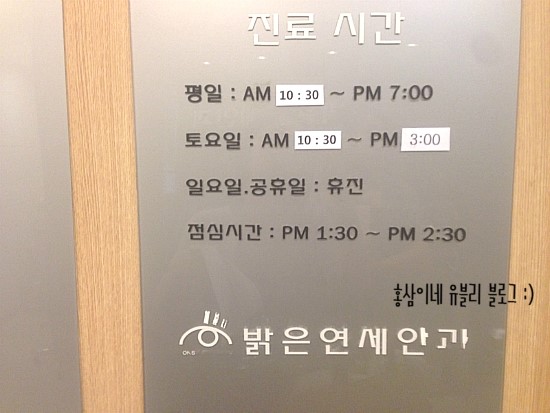 진료 시간
평일 : AM 10 : 30 ~ PM 7:00
토요일 : AM 10 : 30 ~ PM 3:00
일요일.공휴일 : 휴진
점심시간 : PM 1:30 ~ PM 2:30
홍삼이네 유블리 블로그 :)
밝은연세안과